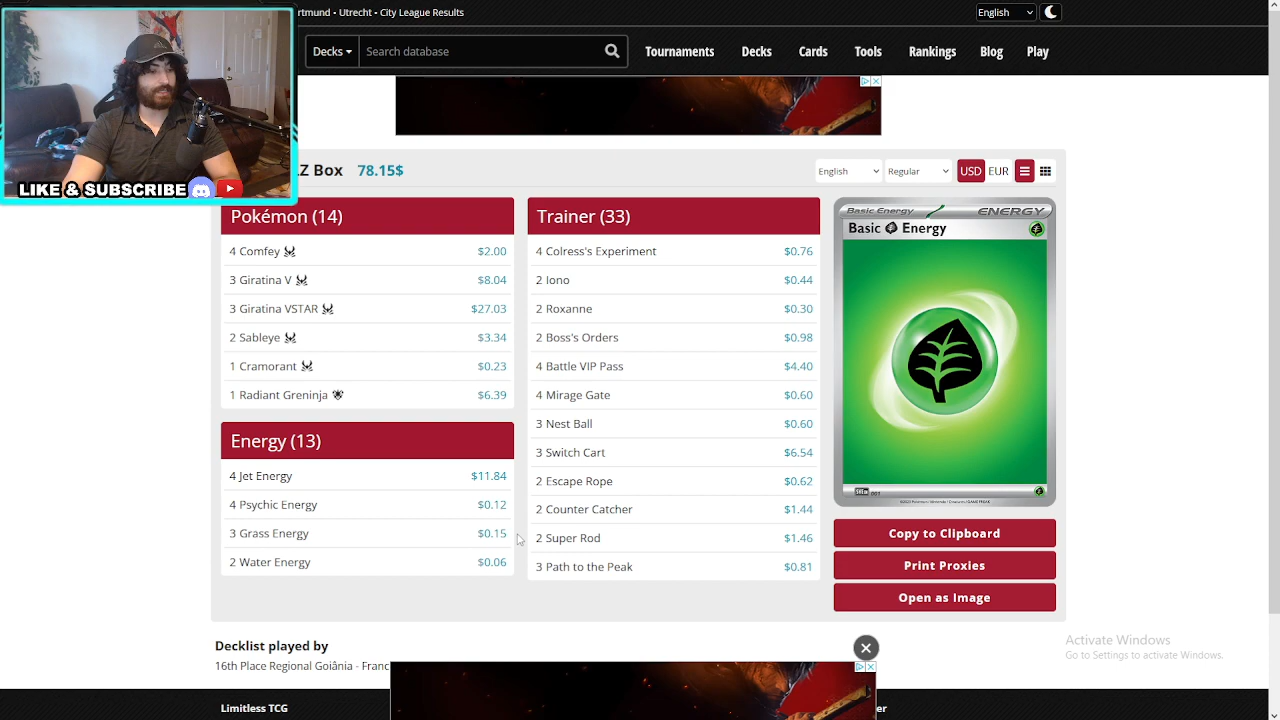 ortmund - Utrecht - City League Results
English
Decks
Search database
Tournaments
Decks
Cards
Tools
Rankings
Blog
Play
LIKE & SUBSCRIBE
Z Box 78.15$
English
Regular
USD
EUR
Pokémon (14)
4 Comfey $2.00
3 Giratina V $8.04
3 Giratina VSTAR $27.03
2 Sableye $3.34
1 Cramorant $0.23
1 Radiant Greninja $6.39
Energy (13)
4 Jet Energy $11.84
4 Psychic Energy $0.12
3 Grass Energy $0.15
2 Water Energy $0.06
Trainer (33)
4 Colress's Experiment $0.76
2 Iono $0.44
2 Roxanne $0.30
2 Boss's Orders $0.98
4 Battle VIP Pass $4.40
4 Mirage Gate $0.60
3 Nest Ball $0.60
3 Switch Cart $6.54
2 Escape Rope $0.62
2 Counter Catcher $1.44
2 Super Rod $1.46
3 Path to the Peak $0.81
Basic Energy ENERGY
Basic Energy
001
Copy to Clipboard
Print Proxies
Open as Image
Decklist played by
16th Place Regional Goiânia - Franc
Activate Windows
Go to Settings to activate Windows.
Limitless TCG
er